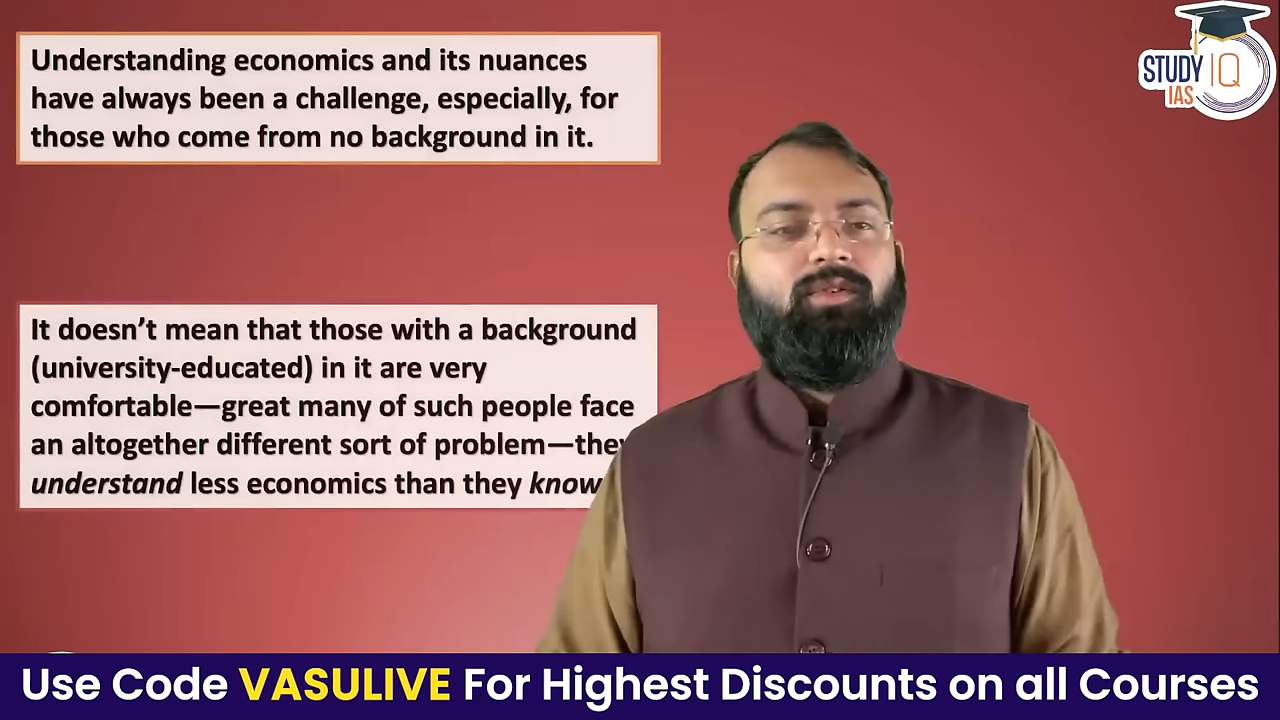 Understanding economics and its nuances
have always been a challenge, especially, for
those who come from no background in it.
It doesn’t mean that those with a background
(university-educated) in it are very
comfortable—great many of such people face
an altogether different sort of problem—they
understand less economics than they know
STUDY IQ
IAS
Use Code VASULIVE For Highest Discounts on all Courses